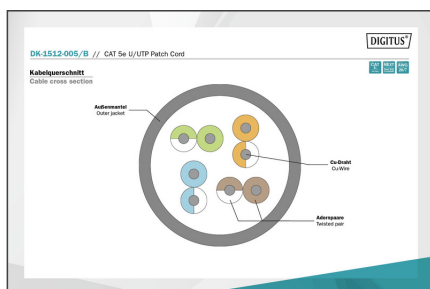 DIGITUS®
DK-1512-005/B // CAT 5e U/UTP Patch Cord
Kabelquerschnitt
Cable cross section
Außenmantel
Outer jacket
Cu-Draht
Cu-Wire
Adernpaare
Twisted pair